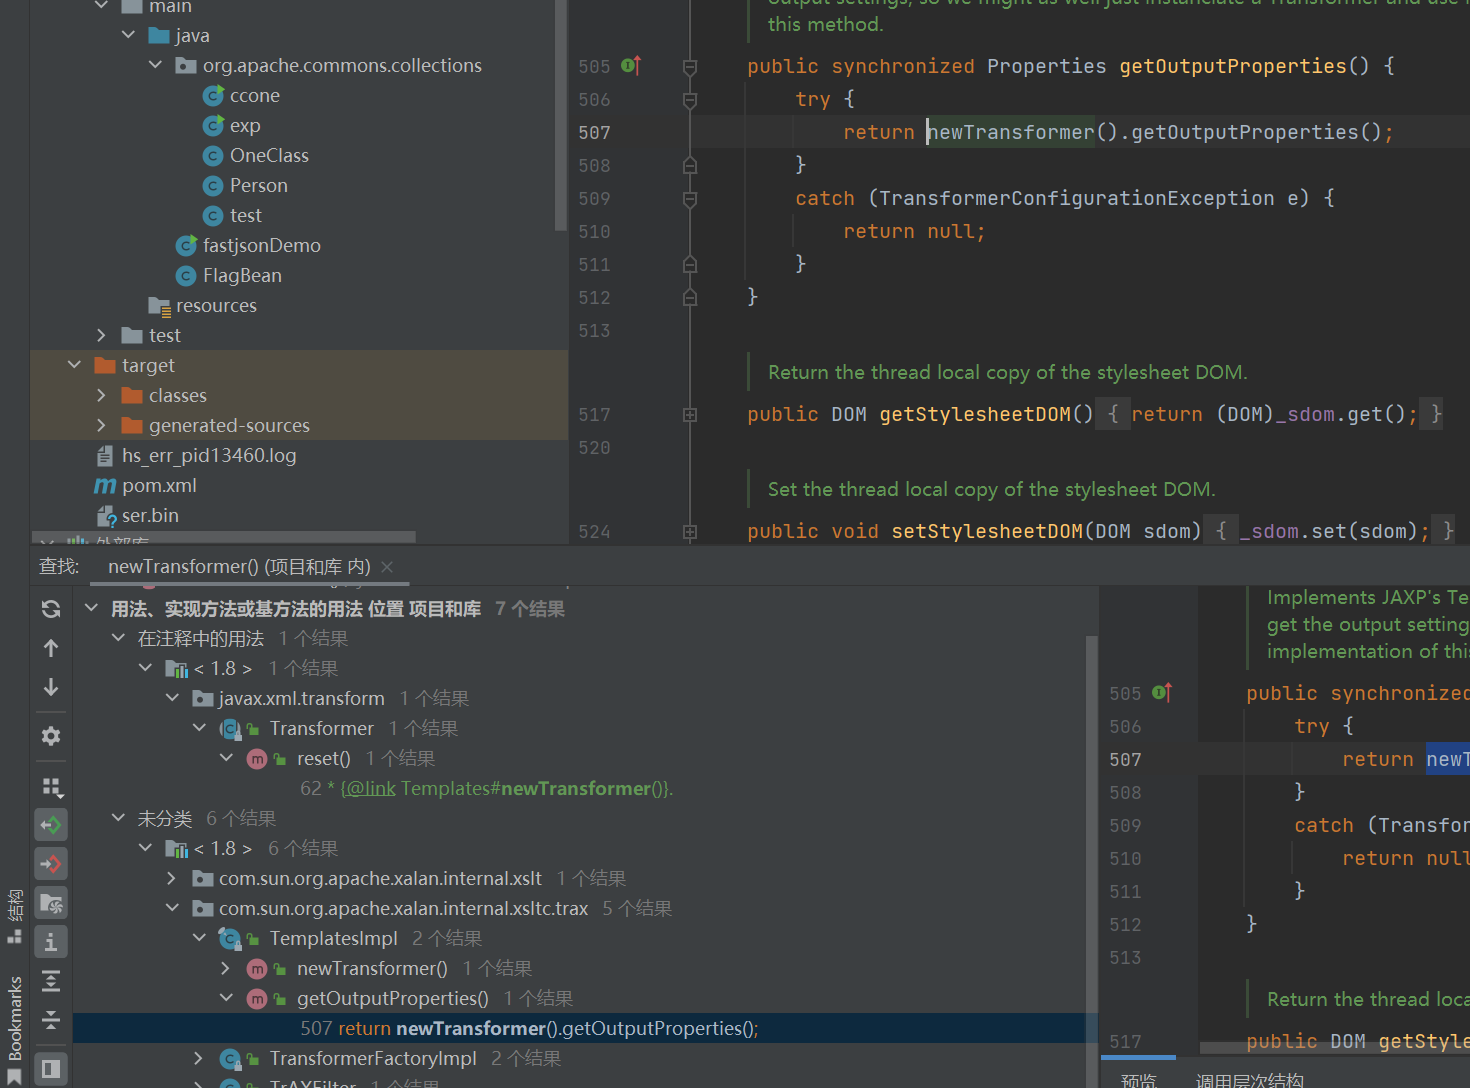 main
java
org.apache.commons.collections
ccone
exp
OneClass
Person
test
fastjsonDemo
FlagBean
resources
test
target
classes
generated-sources
hs_err_pid13460.log
pom.xml
ser.bin
外部库
output settings, so we might as well just instanciate a Transformer and use
this method.
505 public synchronized Properties getOutputProperties() {
506 try {
507 return newTransformer().getOutputProperties();
508 }
509 catch (TransformerConfigurationException e) {
510 return null;
511 }
512 }
513
Return the thread local copy of the stylesheet DOM.
517 public DOM getStylesheetDOM() { return (DOM)_sdom.get(); }
520
Set the thread local copy of the stylesheet DOM.
524 public void setStylesheetDOM(DOM sdom) { _sdom.set(sdom); }
查找: newTransformer() (项目和库 内)
用法、实现方法或基方法的用法 位置 项目和库 7 个结果
在注释中的用法 1 个结果
< 1.8 > 1 个结果
javax.xml.transform 1 个结果
Transformer 1 个结果
reset() 1 个结果
62 * {@link Templates#newTransformer()}.
未分类 6 个结果
< 1.8 > 6 个结果
com.sun.org.apache.xalan.internal.xslt 1 个结果
com.sun.org.apache.xalan.internal.xsltc.trax 5 个结果
TemplatesImpl 2 个结果
newTransformer() 1 个结果
getOutputProperties() 1 个结果
507 return newTransformer().getOutputProperties();
TransformerFactoryImpl 2 个结果
TrAXFilter 1 个结果
结构
Bookmarks
Implements JAXP's Te
get the output setting
implementation of this
505 public synchronized
506 try {
507 return newT
508 }
509 catch (Transfor
510 return null
511 }
512 }
513
Return the thread loca
517 public DOM getStyle
预览 调用层次结构